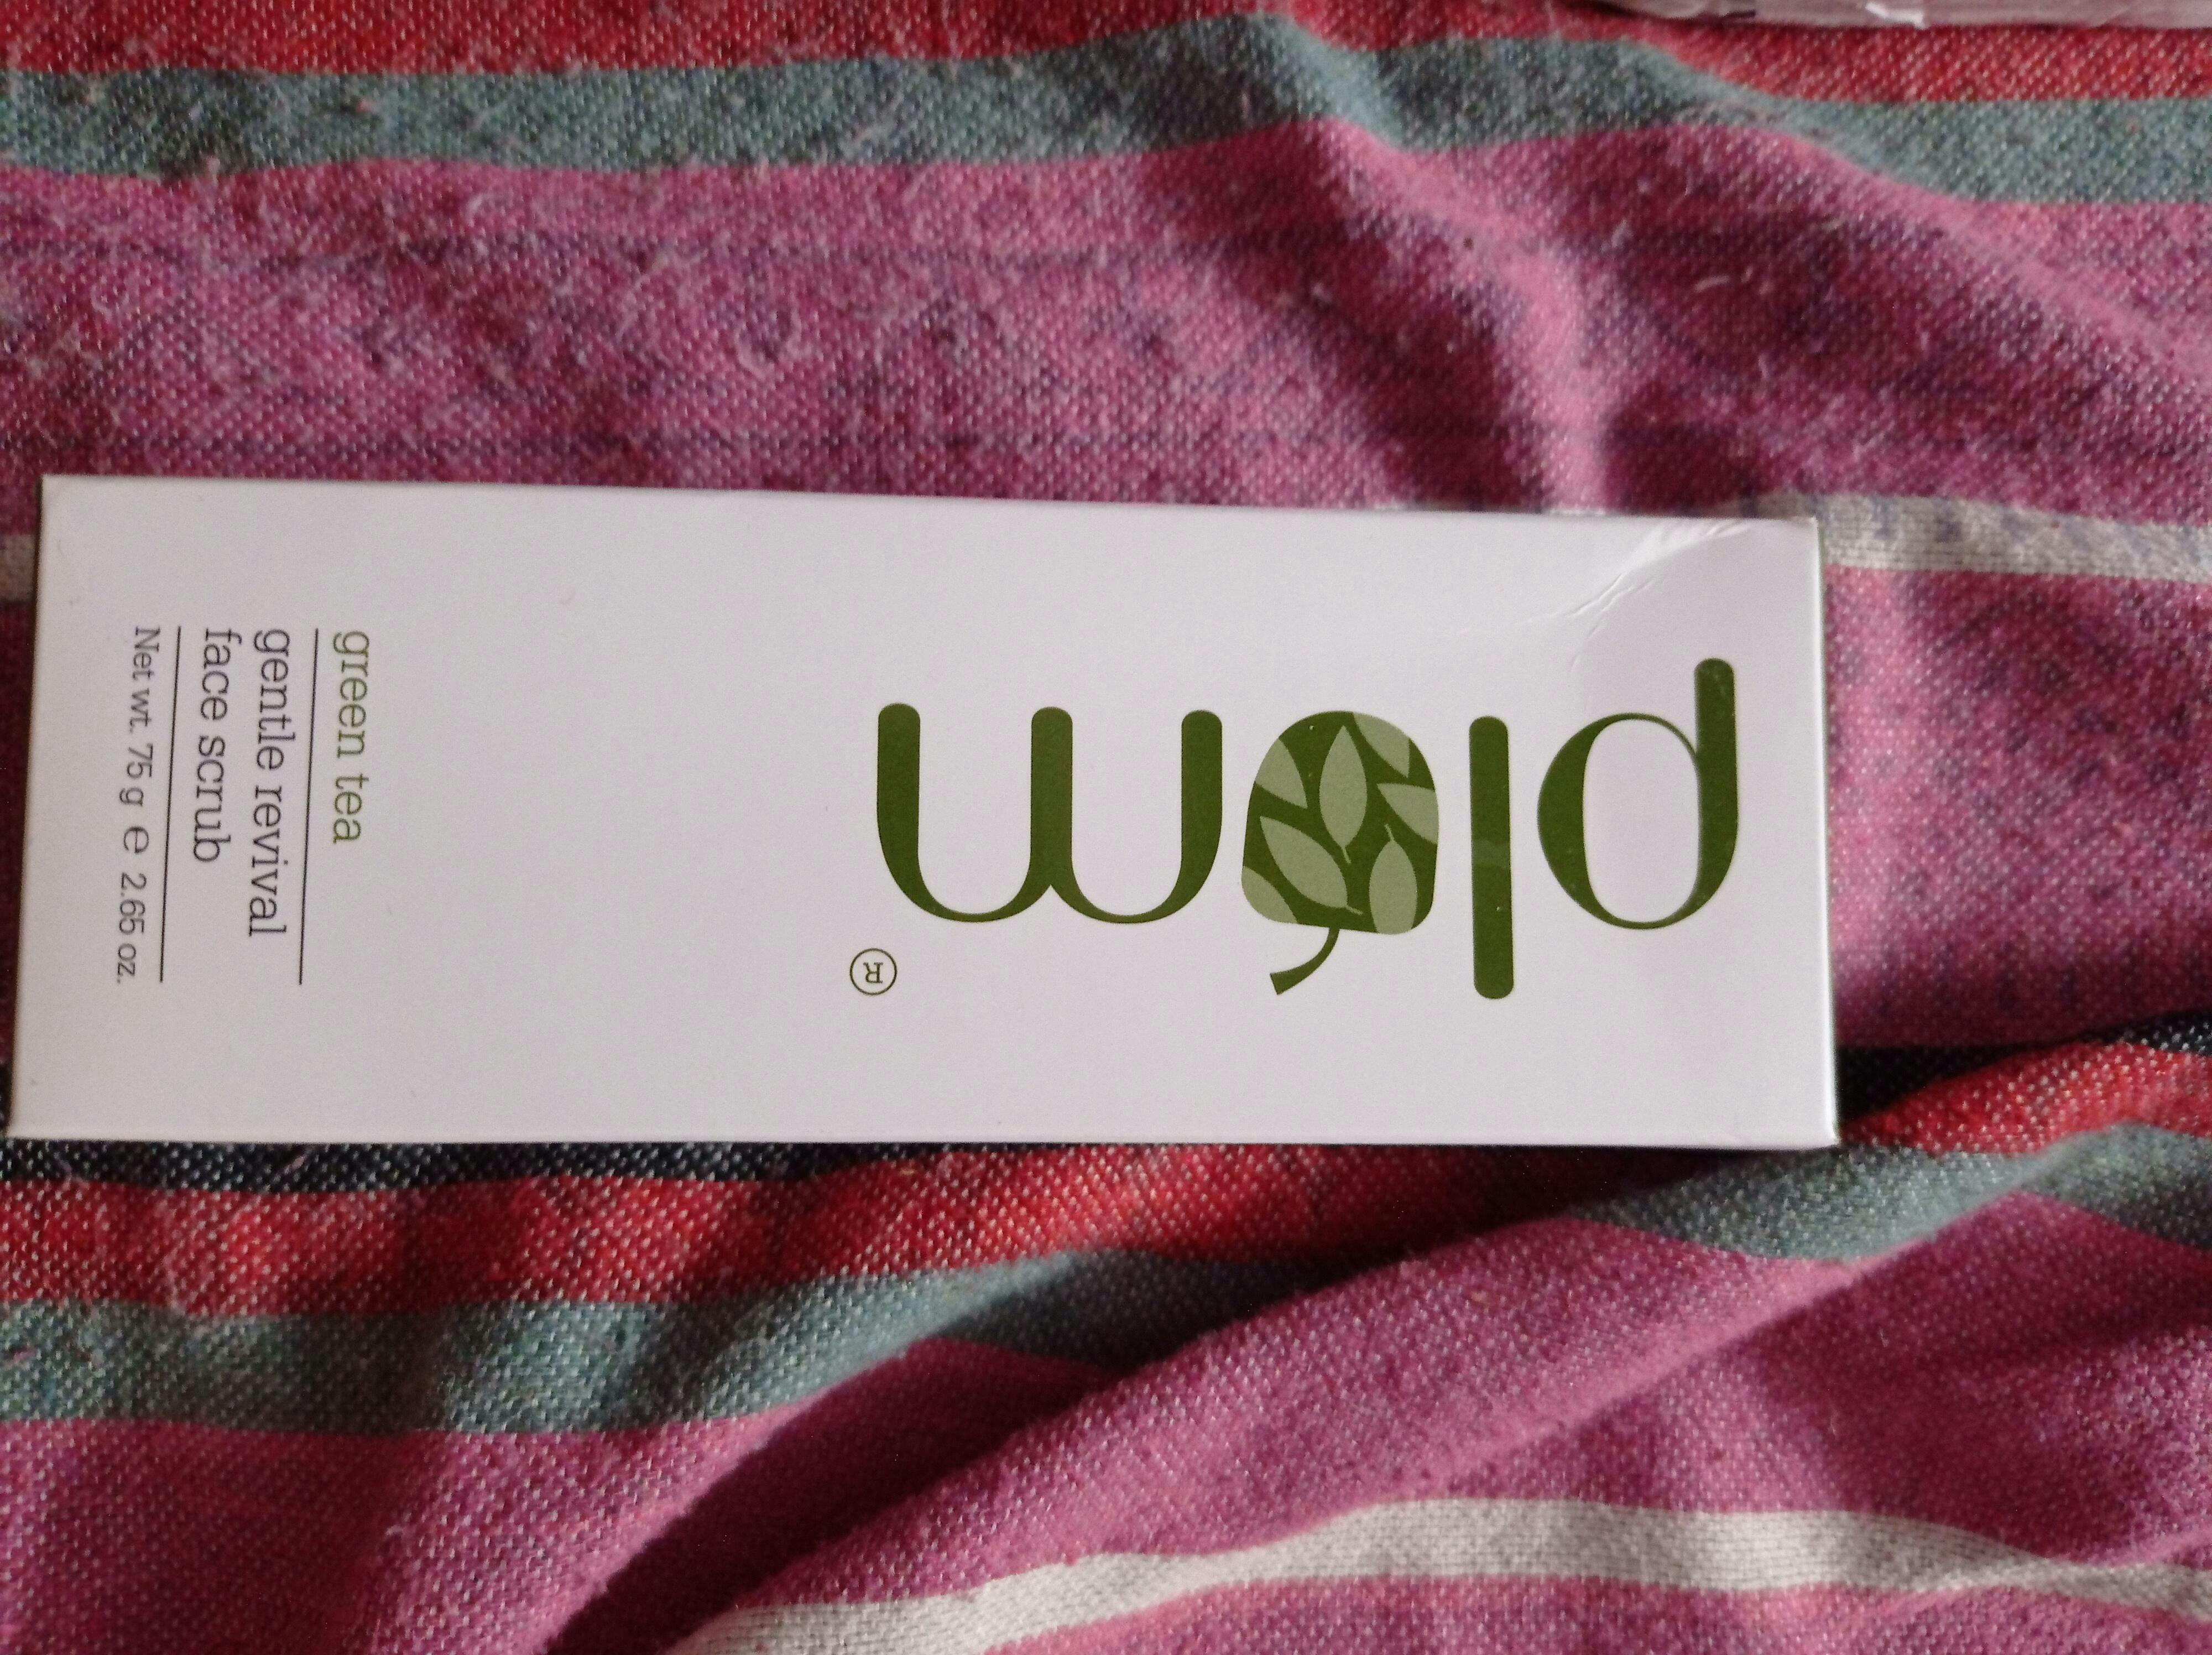 plum
®
green tea
gentle revival
face scrub
Net wt. 75 g ℮ 2.65 oz.